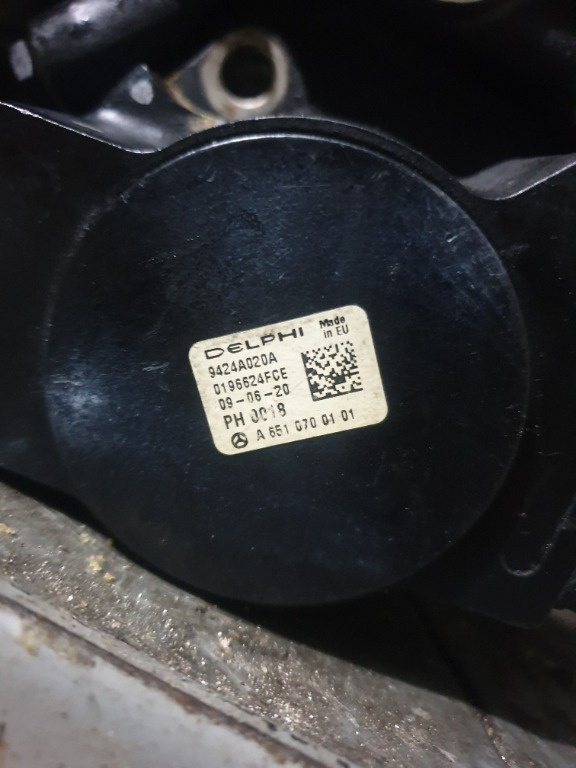 DELPHI
Made
in EU
9424A020A
0196624FCE
09-06-20
PH 0018
A 651 070 01 01